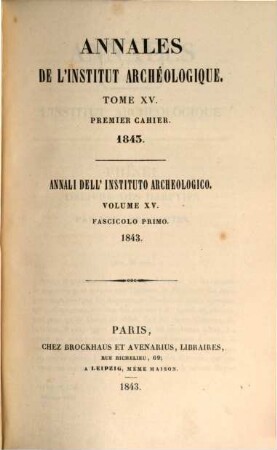 ANNALES
DE L'INSTITUT ARCHÉOLOGIQUE.
TOME XV.
PREMIER CAHIER.
1843.
ANNALI DELL' INSTITUTO ARCHEOLOGICO.
VOLUME XV.
FASCICOLO PRIMO.
1843.
PARIS,
CHEZ BROCKHAUS ET AVENARIUS, LIBRAIRES,
RUE RICHELIEU, 60;
A LEIPZIG, MÊME MAISON.
1843.